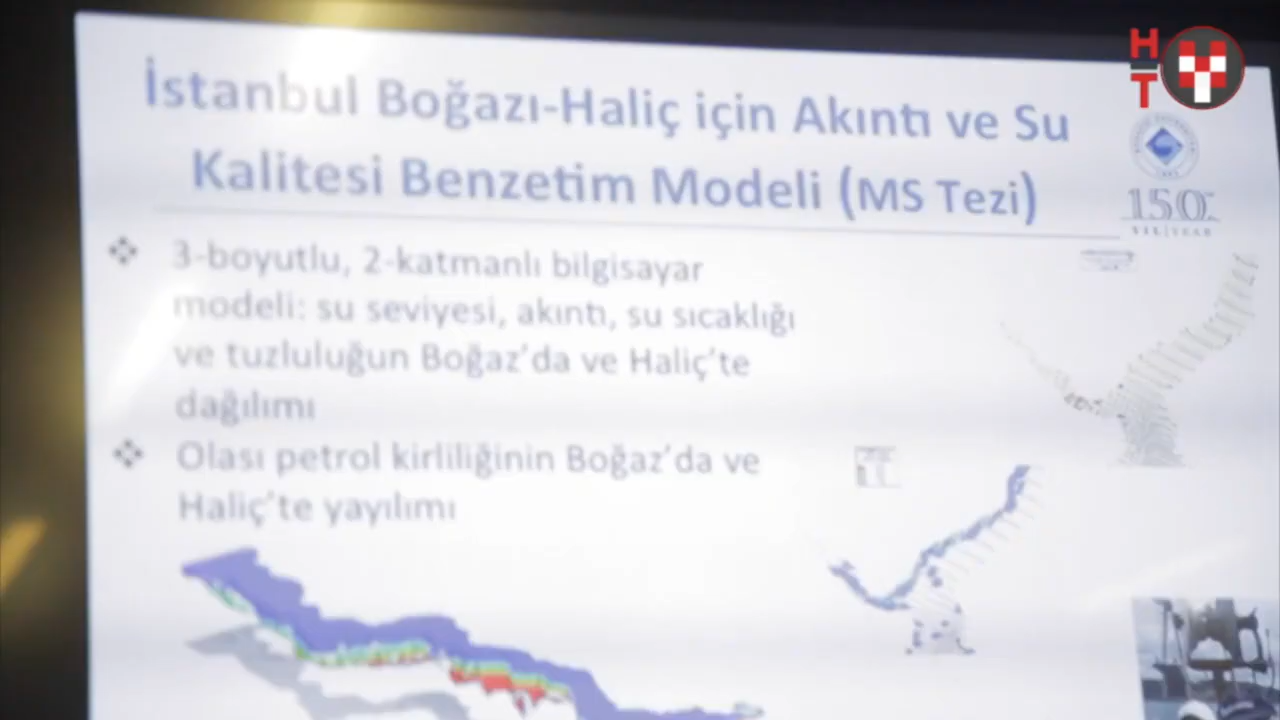 H
T
İstanbul Boğazı-Haliç için Akıntı ve Su
Kalitesi Benzetim Modeli (MS Tezi)
150
YIL|YEAR
3-boyutlu, 2-katmanlı bilgisayar
modeli: su seviyesi, akıntı, su sıcaklığı
ve tuzluluğun Boğaz’da ve Haliç’te
dağılımı
Olası petrol kirliliğinin Boğaz’da ve
Haliç’te yayılımı